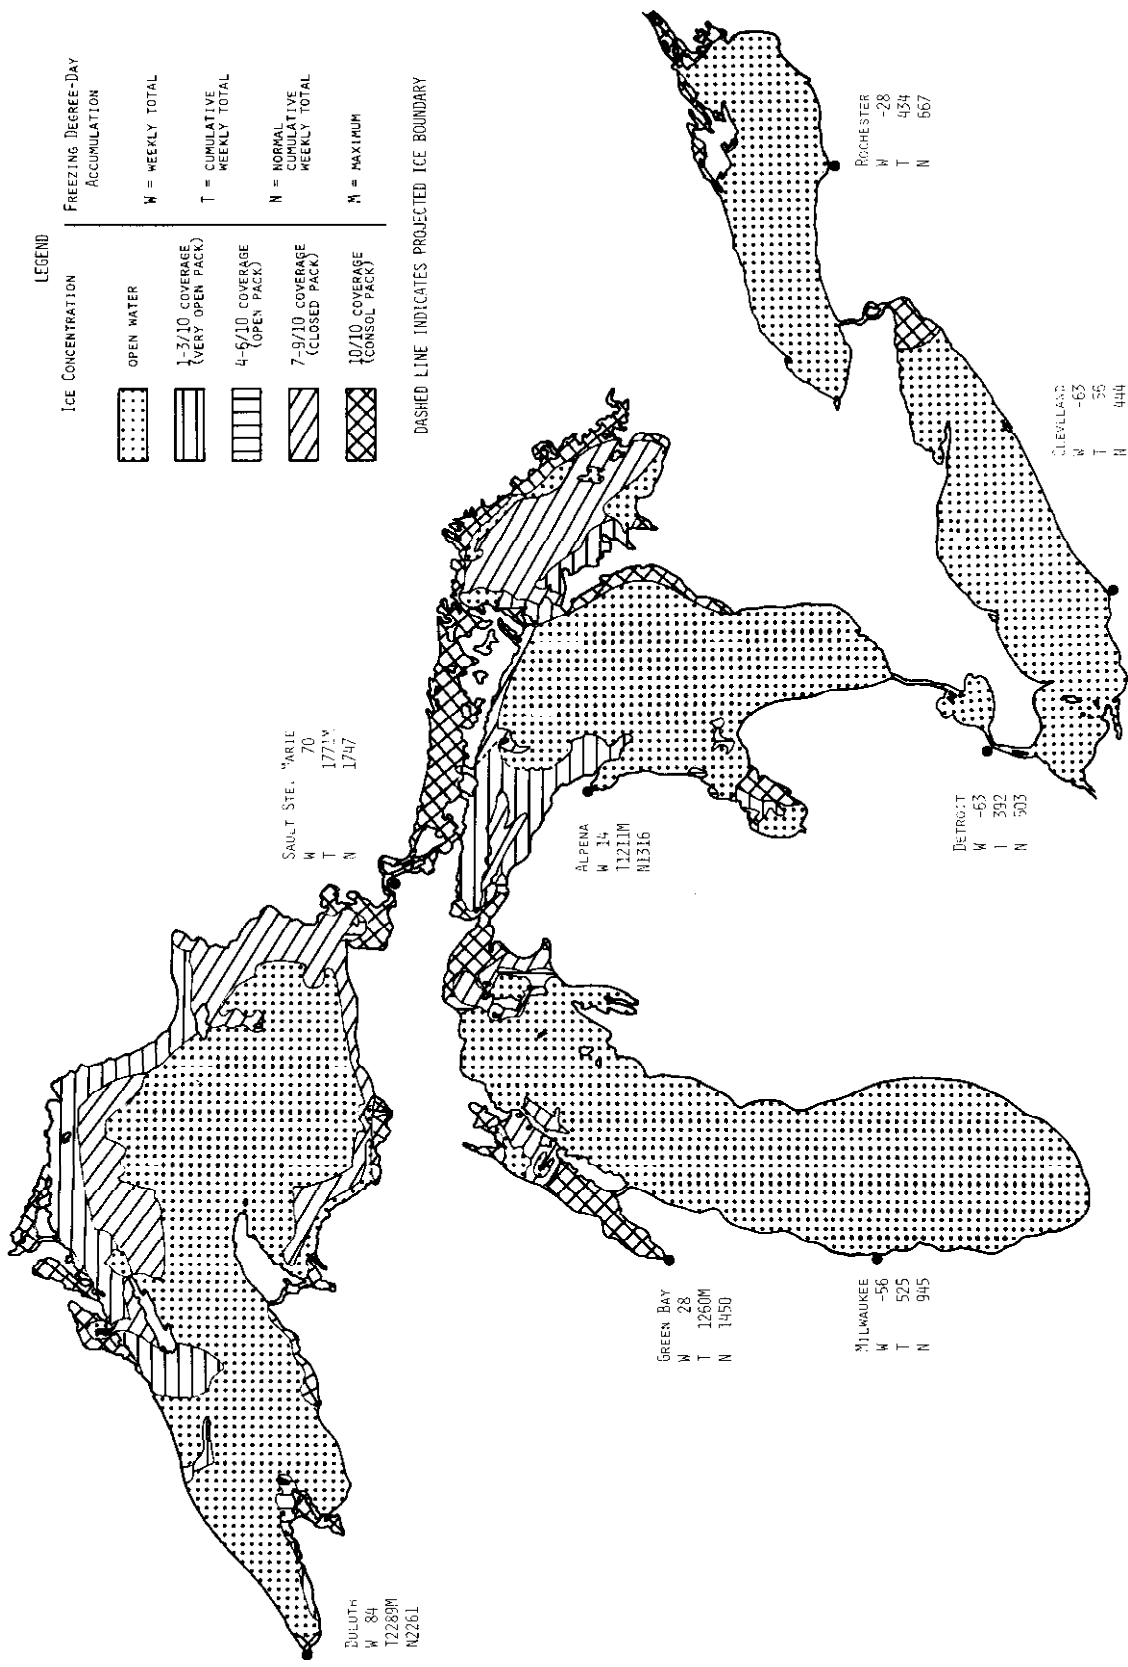 LEGEND
ICE CONCENTRATION
OPEN WATER
1-3/10 COVERAGE
(VERY OPEN PACK)
4-6/10 COVERAGE
(OPEN PACK)
7-9/10 COVERAGE
(CLOSED PACK)
10/10 COVERAGE
(CONSOL PACK)
FREEZING DEGREE-DAY
ACCUMULATION
W = WEEKLY TOTAL
T = CUMULATIVE
WEEKLY TOTAL
N = NORMAL
CUMULATIVE
WEEKLY TOTAL
M = MAXIMUM
DASHED LINE INDICATES PROJECTED ICE BOUNDARY
DULUTH
W 84
T2289M
N2261
SAULT STE. MARIE
W 70
T 1771M
N 1747
GREEN BAY
W 28
T 1260M
N 1450
MILWAUKEE
W -56
T 525
N 945
ALPENA
W 14
T1211M
N1316
DETROIT
W -63
T 392
N 503
CLEVELAND
W -63
T
N 444
ROCHESTER
W -28
T 434
N 667